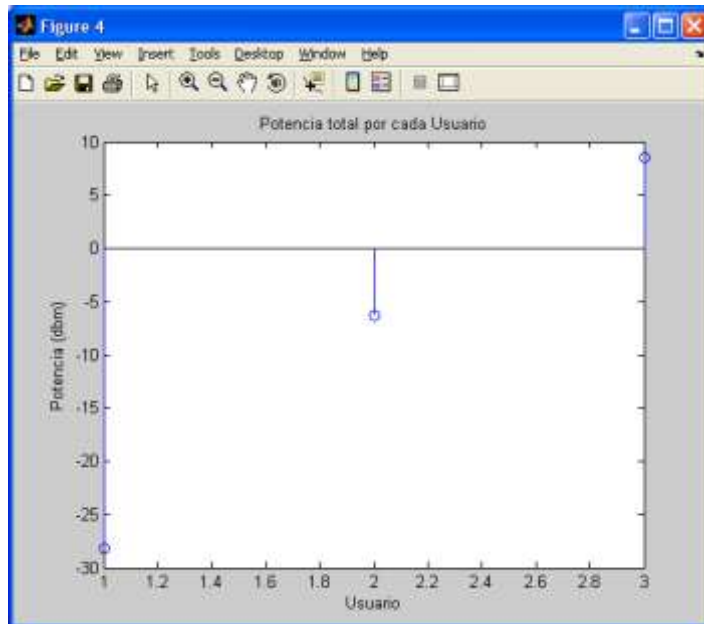 Figure 4
File Edit View Insert Tools Desktop Window Help
Potencia total por cada Usuario
10
5
0
-5
-10
-15
-20
-25
-30
Potencia (dbm)
1 1.2 1.4 1.6 1.8 2 2.2 2.4 2.6 2.8 3
Usuario